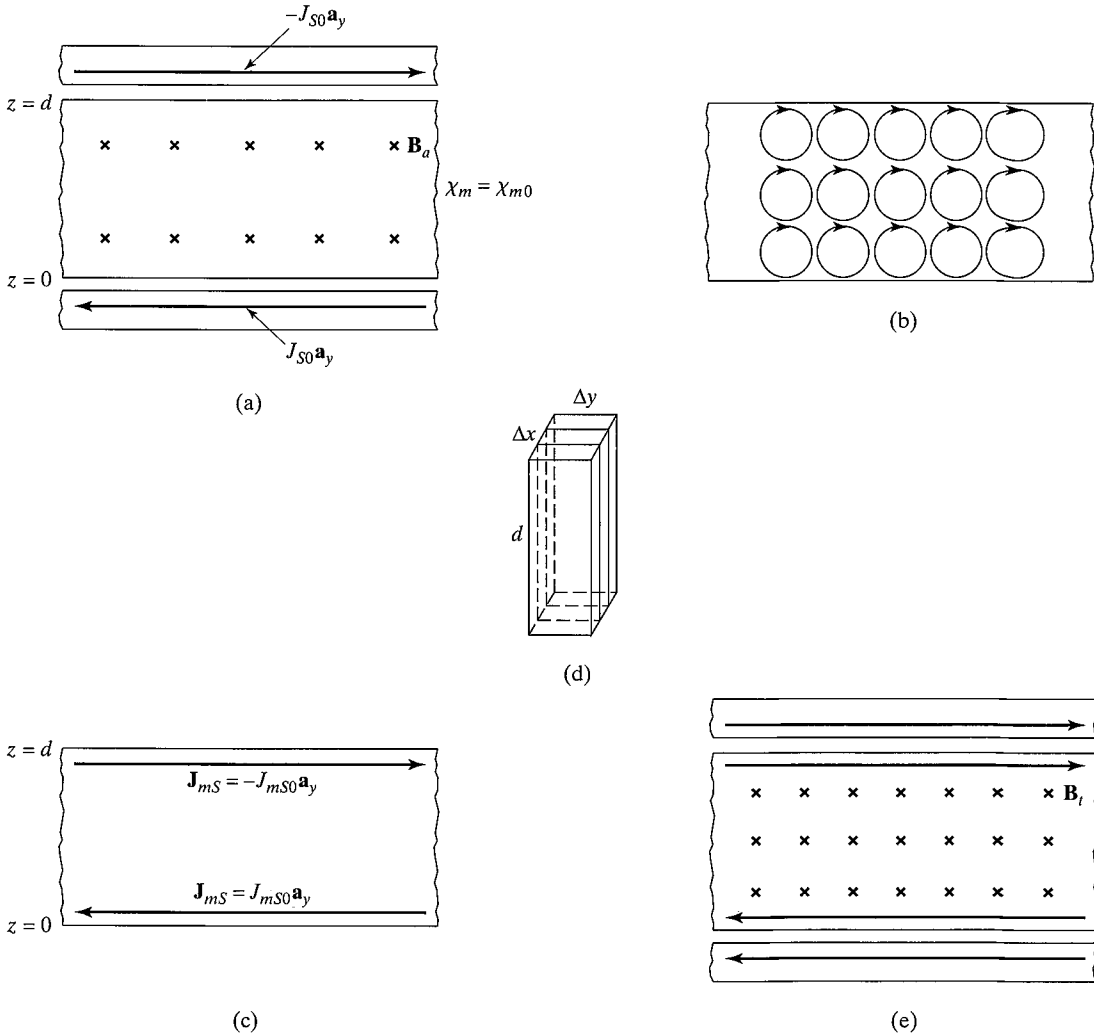 −J_{S0}a_y
z = d
B_a
χ_m = χ_{m0}
z = 0
J_{S0}a_y
(a)
(b)
Δy
Δx
d
(d)
z = d
J_{mS} = −J_{mS0}a_y
J_{mS} = J_{mS0}a_y
z = 0
(c)
B_t
(e)